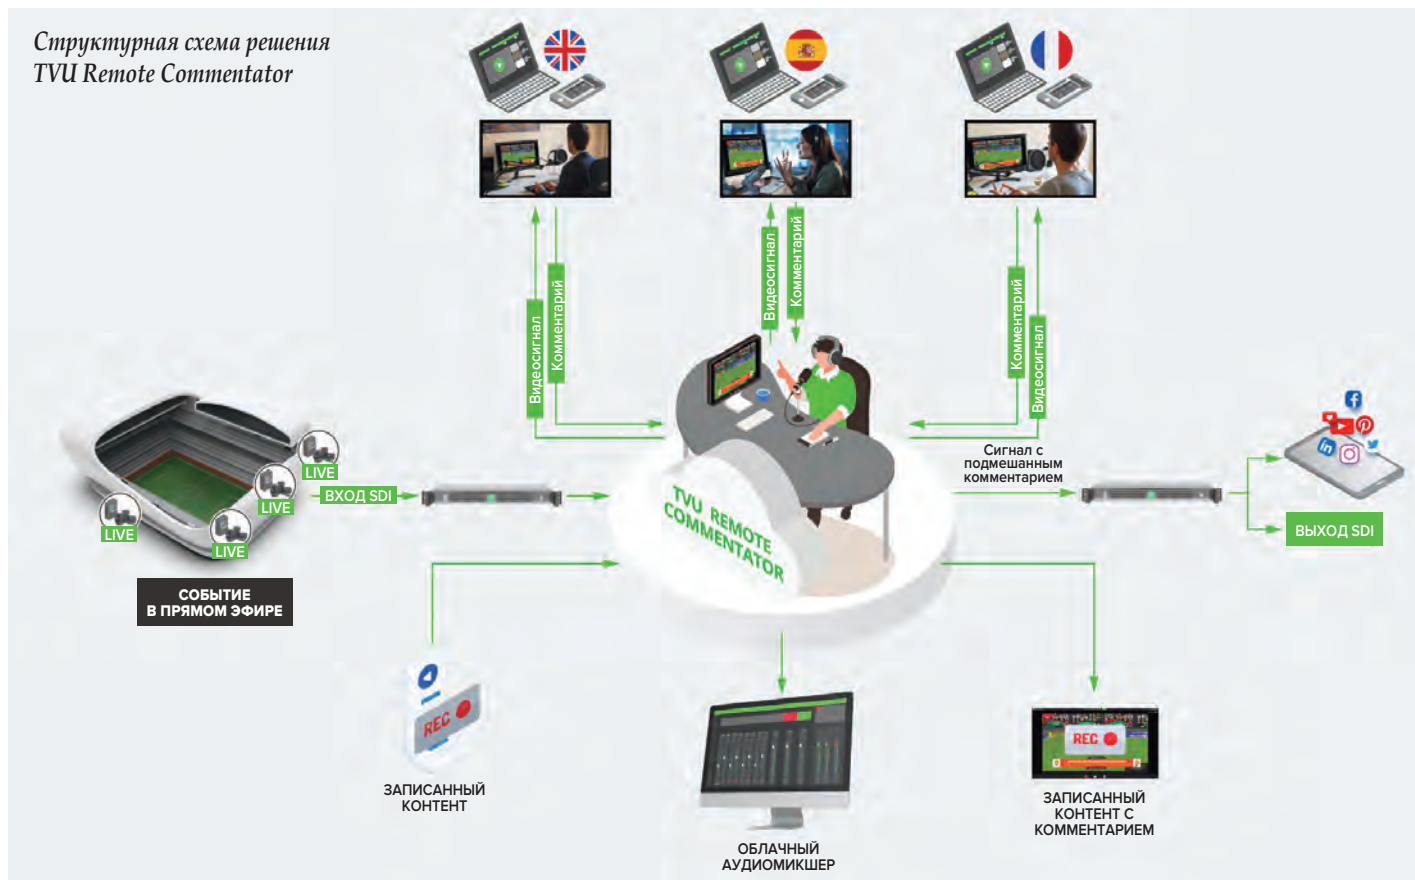 Структурная схема решения
TVU Remote Commentator
Видеосигнал
Комментарий
Видеосигнал
Комментарий
Комментарий
Видеосигнал
LIVE
LIVE
LIVE
LIVE
ВХОД SDI
СОБЫТИЕ
В ПРЯМОМ ЭФИРЕ
TVU REMOTE
COMMENTATOR
Сигнал с
подмешанным
комментарием
ВЫХОД SDI
REC
ЗАПИСАННЫЙ
КОНТЕНТ
ОБЛАЧНЫЙ
АУДИОМИКШЕР
REC
ЗАПИСАННЫЙ
КОНТЕНТ С
КОММЕНТАРИЕМ